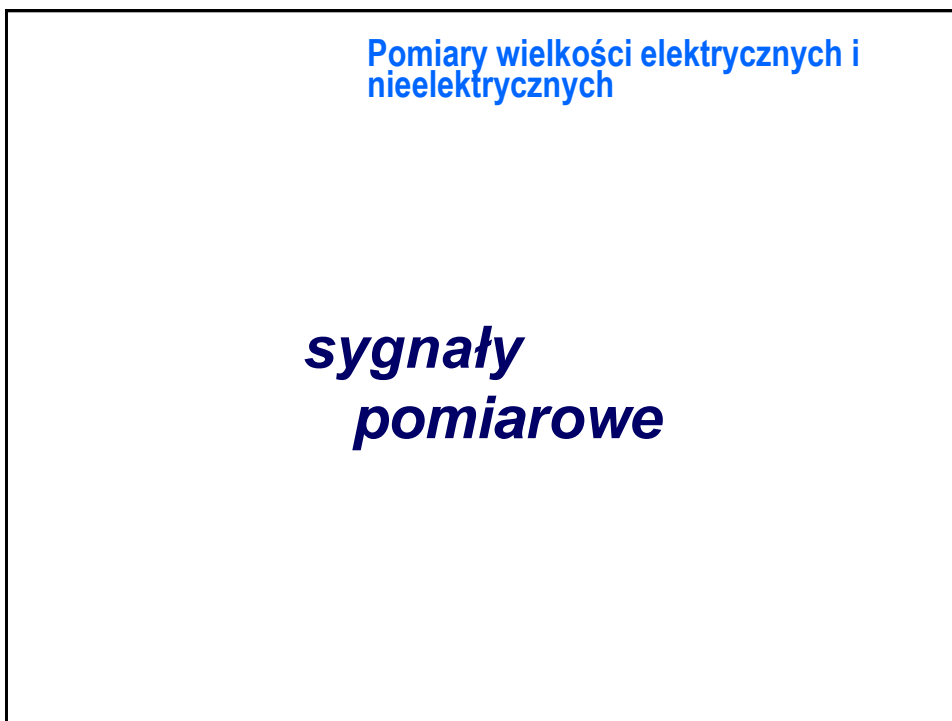 Pomiary wielkości elektrycznych i
nieelektrycznych
sygnały
pomiarowe